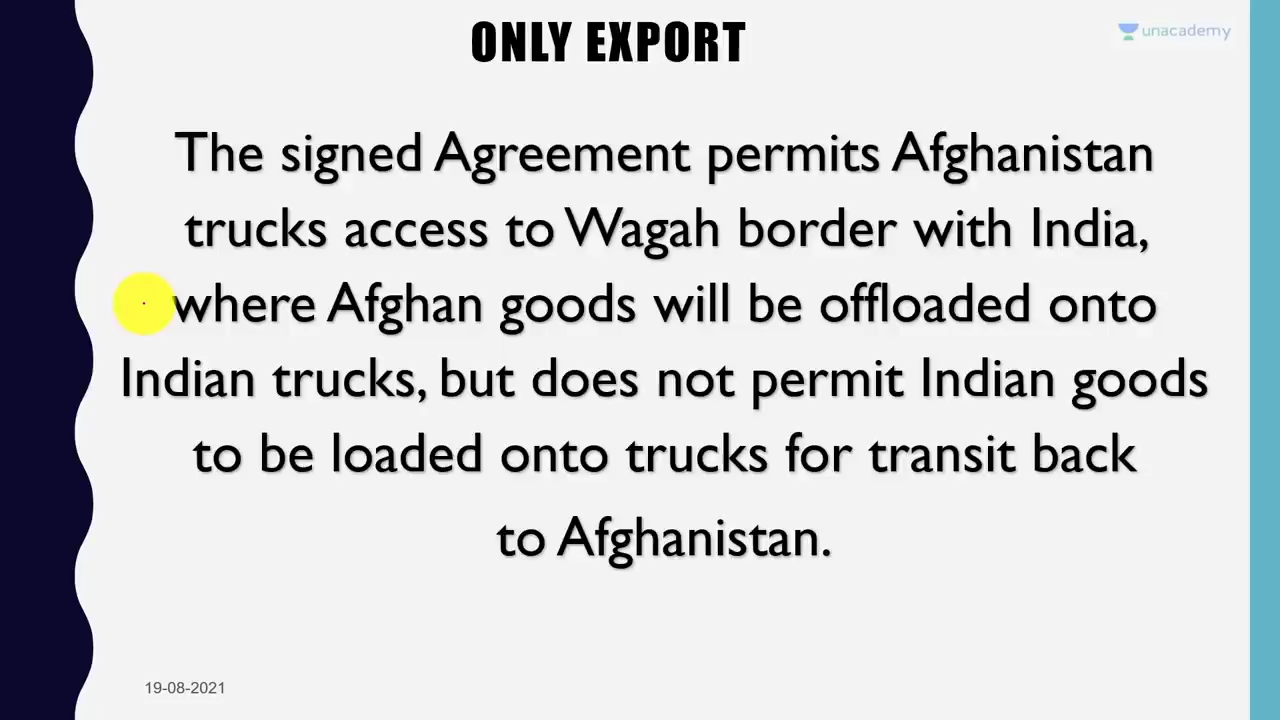 ONLY EXPORT
unacademy
The signed Agreement permits Afghanistan
trucks access to Wagah border with India,
where Afghan goods will be offloaded onto
Indian trucks, but does not permit Indian goods
to be loaded onto trucks for transit back
to Afghanistan.
19-08-2021